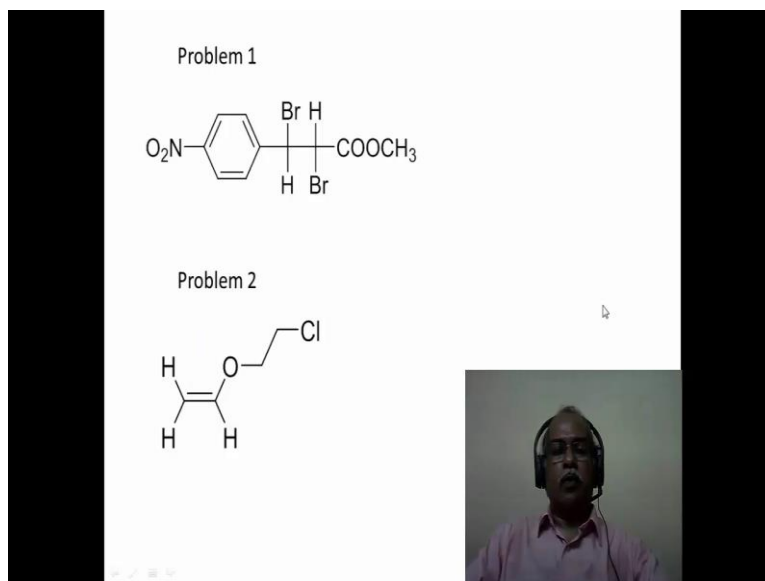 Problem 1
Br H
O₂N
COOCH₃
H Br
Problem 2
Cl
H
O
H
H